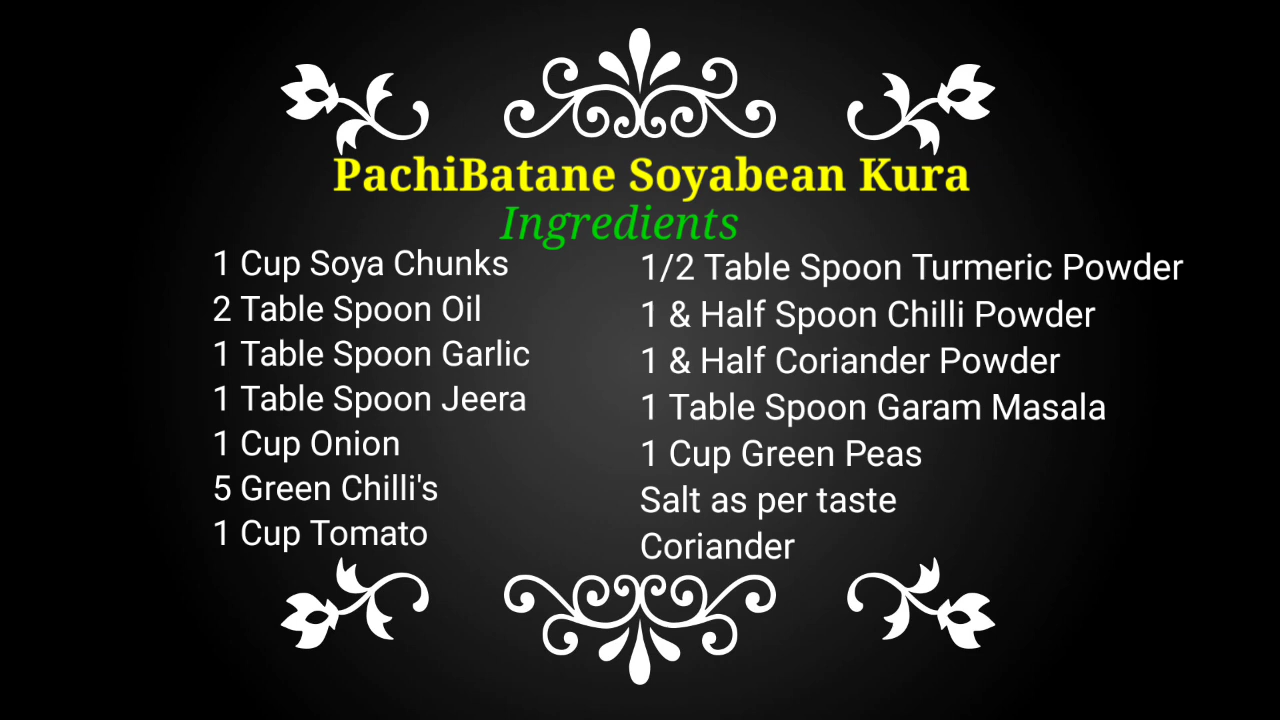 PachiBatane Soyabean Kura
Ingredients
1 Cup Soya Chunks
2 Table Spoon Oil
1 Table Spoon Garlic
1 Table Spoon Jeera
1 Cup Onion
5 Green Chilli's
1 Cup Tomato
1/2 Table Spoon Turmeric Powder
1 & Half Spoon Chilli Powder
1 & Half Coriander Powder
1 Table Spoon Garam Masala
1 Cup Green Peas
Salt as per taste
Coriander